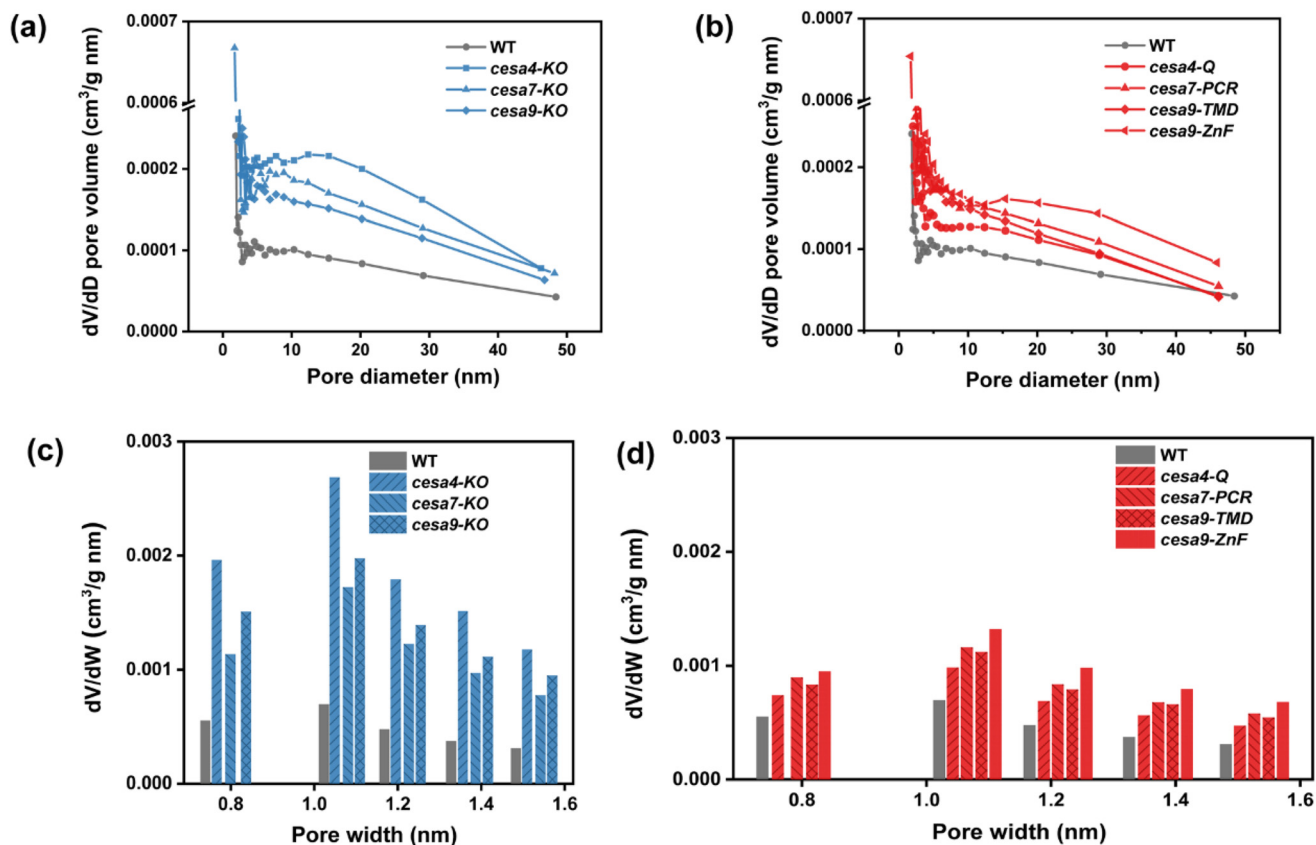 (a)
dV/dD pore volume (cm³/g nm)
0.0007
0.0006
0.0002
0.0001
0.0000
WT
cesa4-KO
cesa7-KO
cesa9-KO
0 10 20 30 40 50
Pore diameter (nm)
(b)
dV/dD pore volume (cm³/g nm)
0.0007
0.0006
0.0002
0.0001
0.0000
WT
cesa4-Q
cesa7-PCR
cesa9-TMD
cesa9-ZnF
0 10 20 30 40 50
Pore diameter (nm)
(c)
dV/dW (cm³/g nm)
0.003
0.002
0.001
0.000
WT
cesa4-KO
cesa7-KO
cesa9-KO
0.8 1.0 1.2 1.4 1.6
Pore width (nm)
(d)
dV/dW (cm³/g nm)
0.003
0.002
0.001
0.000
WT
cesa4-Q
cesa7-PCR
cesa9-TMD
cesa9-ZnF
0.8 1.0 1.2 1.4 1.6
Pore width (nm)